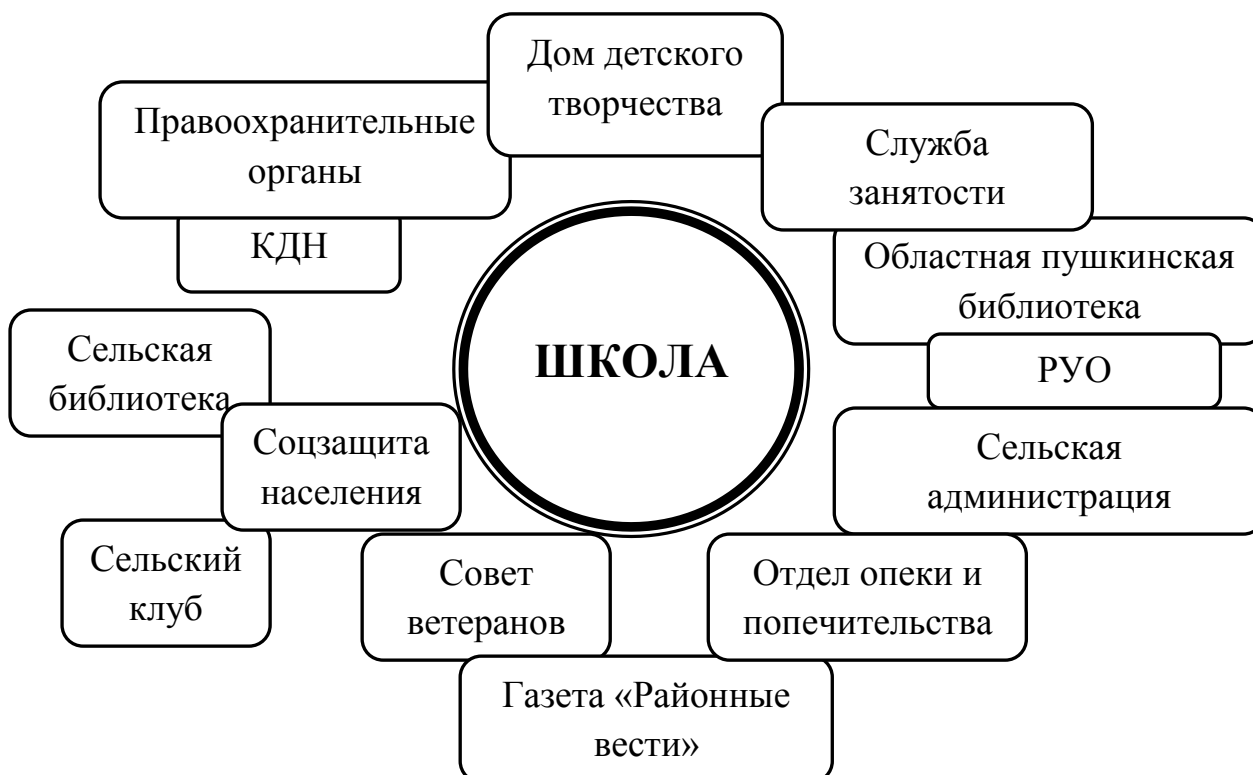 Дом детского
творчества
Правоохранительные
органы
Служба
занятости
КДН
Областная пушкинская
библиотека
Сельская
библиотека
ШКОЛА
РУО
Соцзащита
населения
Сельская
администрация
Сельский
клуб
Совет
ветеранов
Отдел опеки и
попечительства
Газета «Районные
вести»